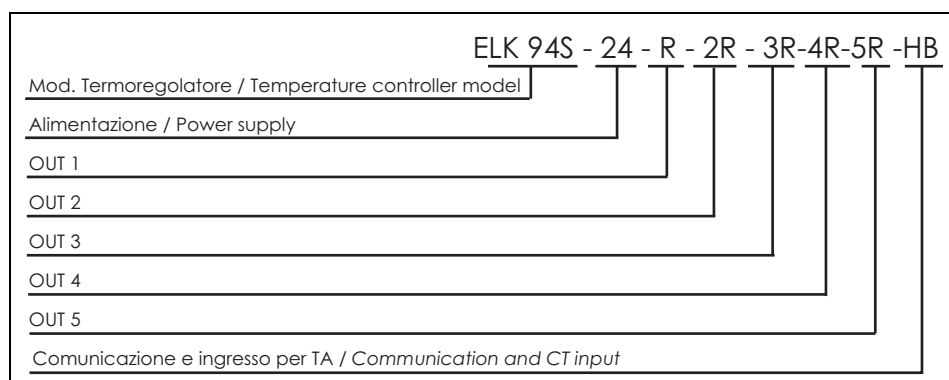 ELK 94S - 24 - R - 2R - 3R-4R-5R -HB
Mod. Termoregolatore / Temperature controller model
Alimentazione / Power supply
OUT 1
OUT 2
OUT 3
OUT 4
OUT 5
Comunicazione e ingresso per TA / Communication and CT input